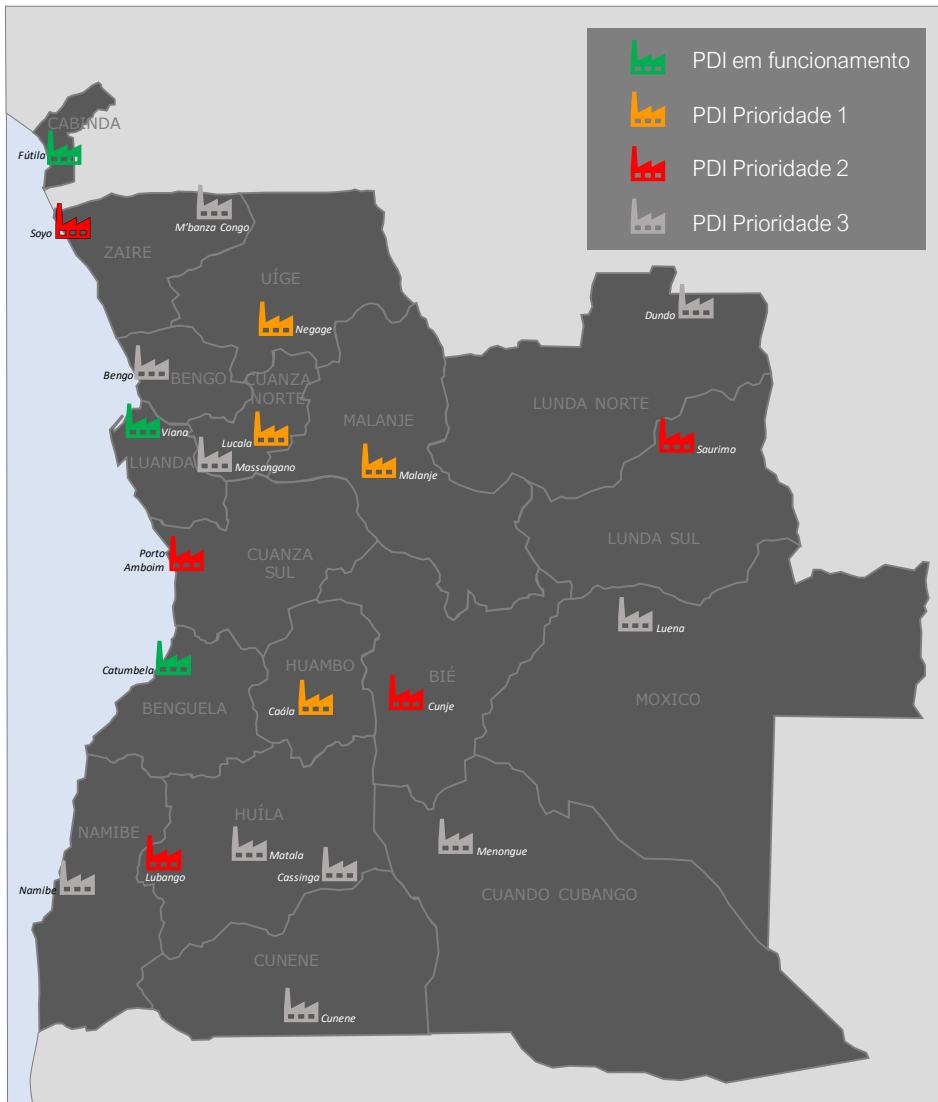 PDI em funcionamento
PDI Prioridade 1
PDI Prioridade 2
PDI Prioridade 3
CABINDA
Fútila
M'banza Congo
Soyo
ZAIRE
UÍGE
Negage
Dundo
Bengo
BENGO
CUANZA
NORTE
LUNDA NORTE
MALANJE
Viana
Lucala
Saurimo
LUANDA
Massangano
Malanje
LUNDA SUL
Porto
Amboim
CUANZA
SUL
Luena
Catumbela
HUAMBO
BIÉ
MOXICO
BENGUELA
Caála
Cunje
HUÍLA
NAMIBE
Matala
Menongue
Lubango
Cassinga
Namibe
CUANDO CUBANGO
CUNENE
Cunene